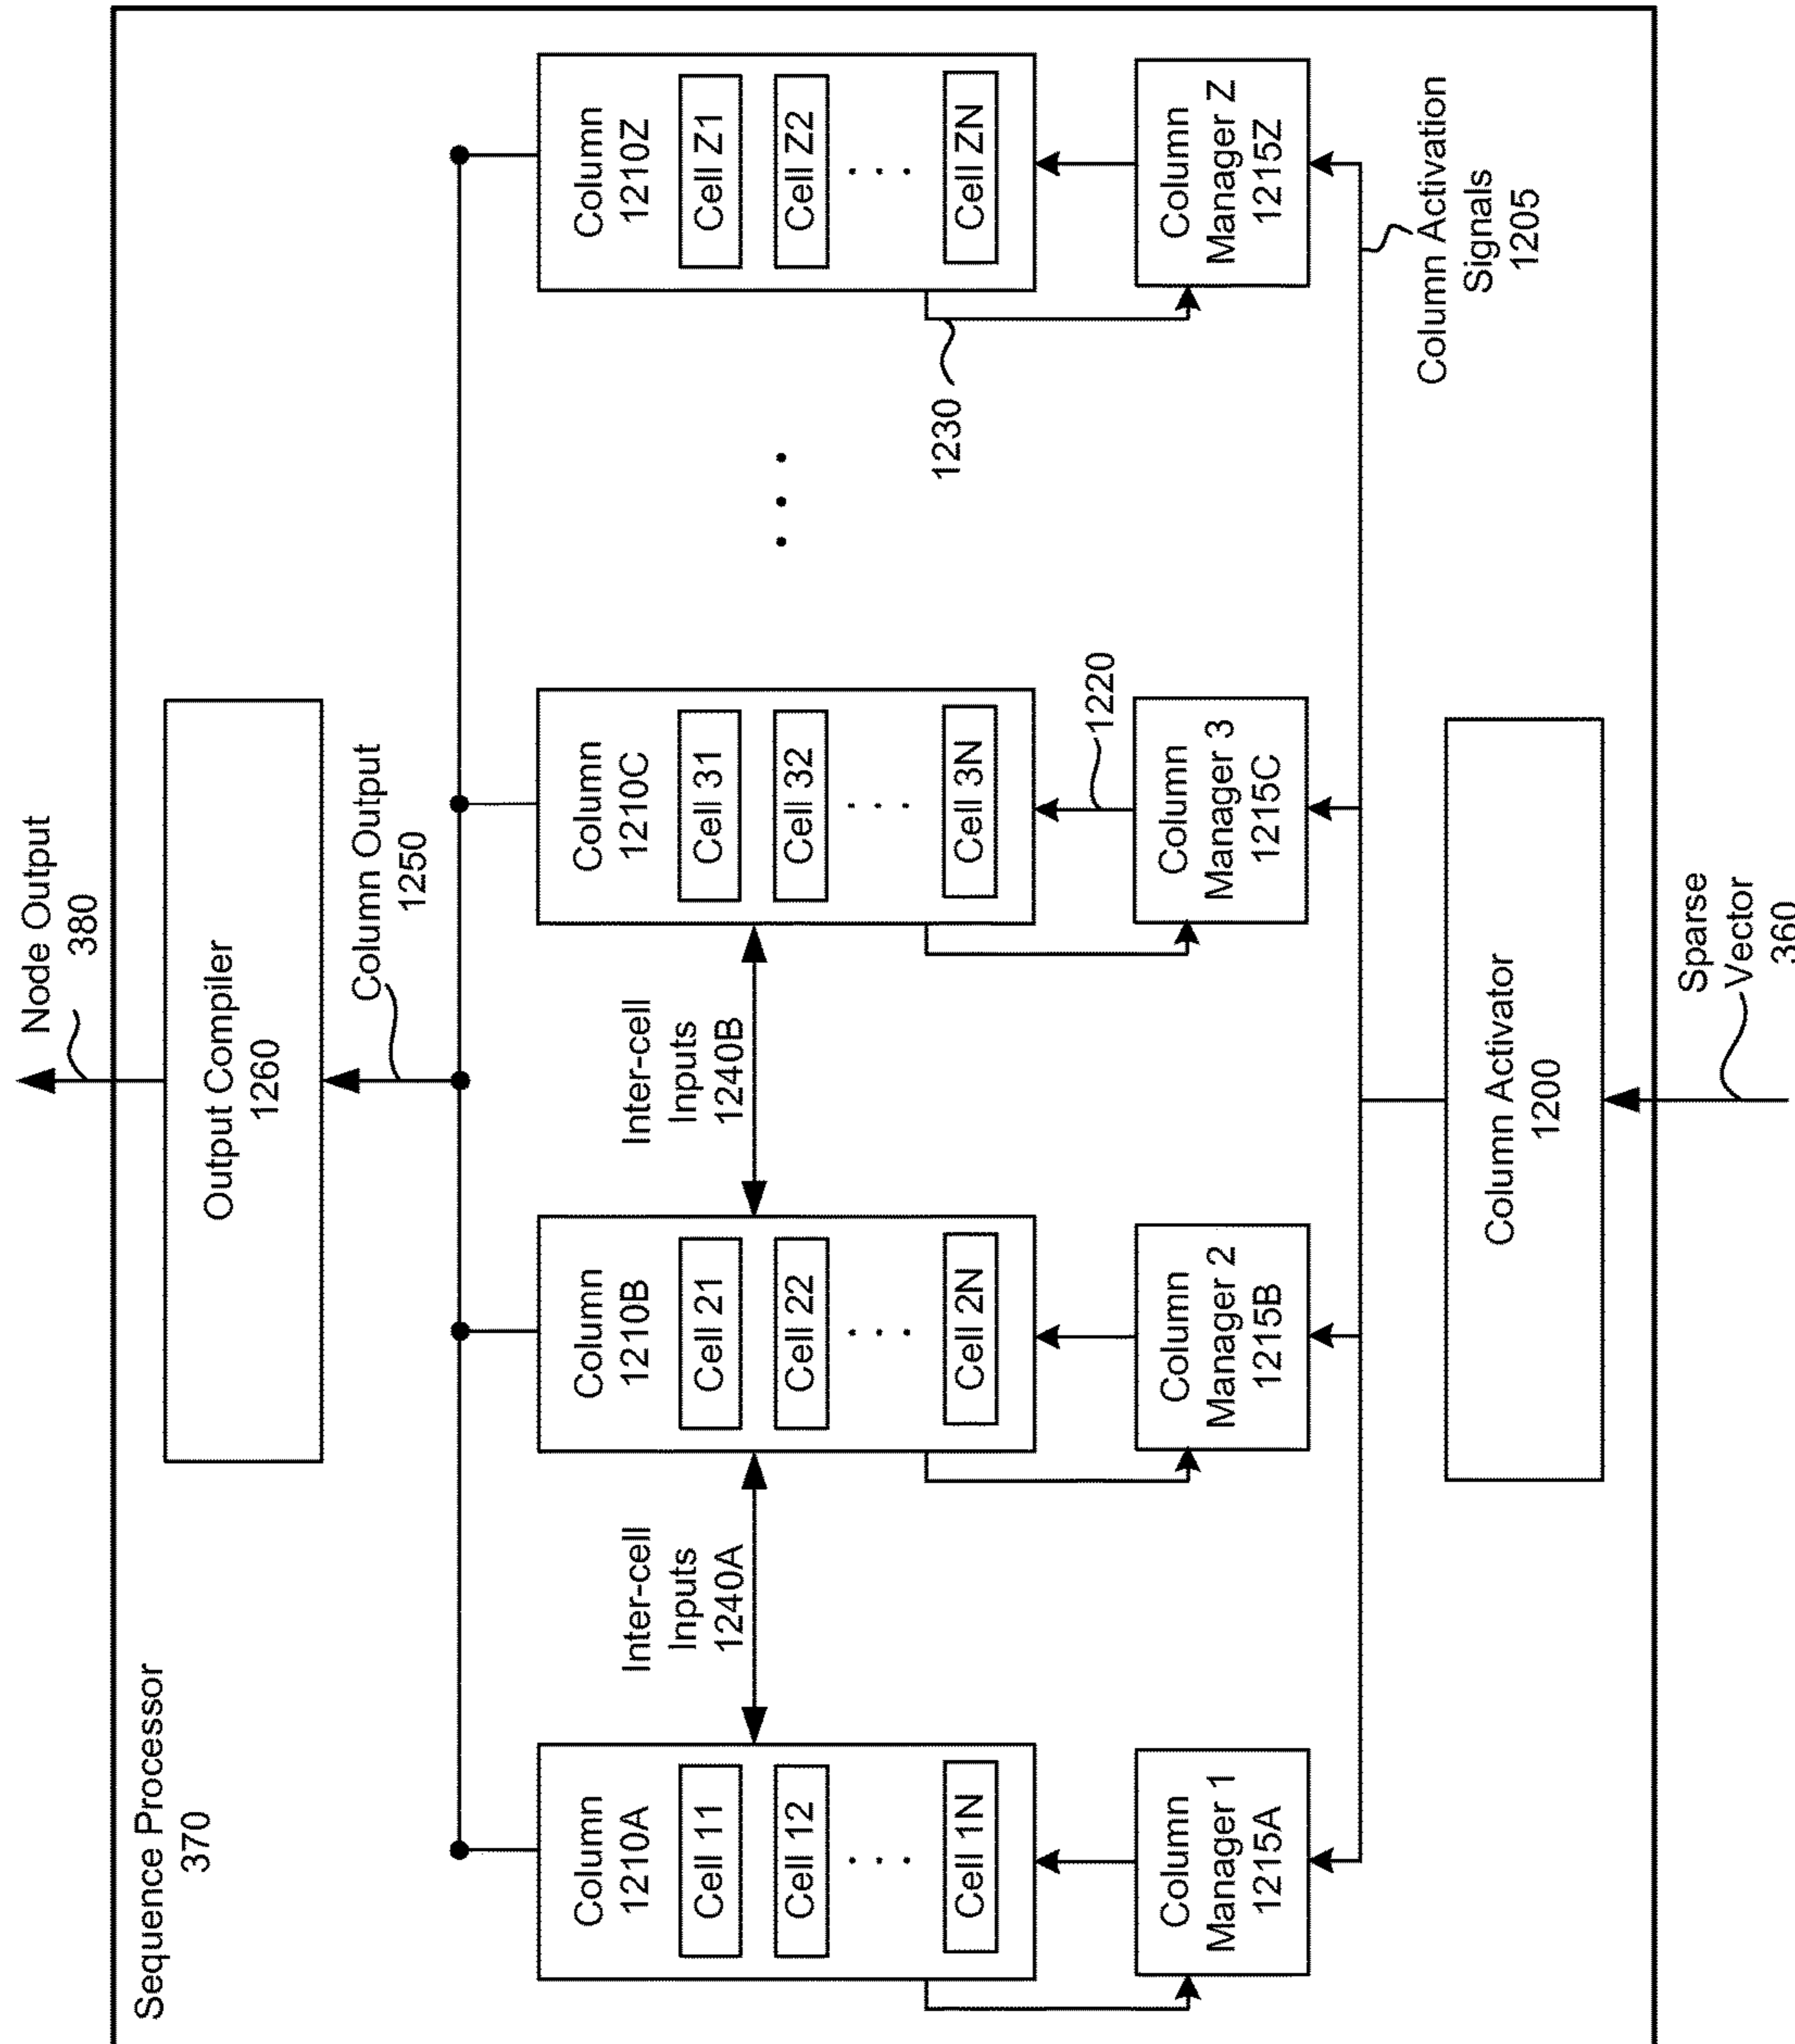 Node Output
380
Sequence Processor
370
Output Compiler
1260
Column Output
1250
Column
1210A
Cell 11
Cell 12
. . .
Cell 1N
Inter-cell
Inputs
1240A
Column
1210B
Cell 21
Cell 22
. . .
Cell 2N
Inter-cell
Inputs
1240B
Column
1210C
Cell 31
Cell 32
. . .
Cell 3N
. . .
Column
1210Z
Cell Z1
Cell Z2
. . .
Cell ZN
1220
1230
Column
Manager 1
1215A
Column
Manager 2
1215B
Column
Manager 3
1215C
Column
Manager Z
1215Z
Column Activation
Signals
1205
Column Activator
1200
Sparse
Vector
360